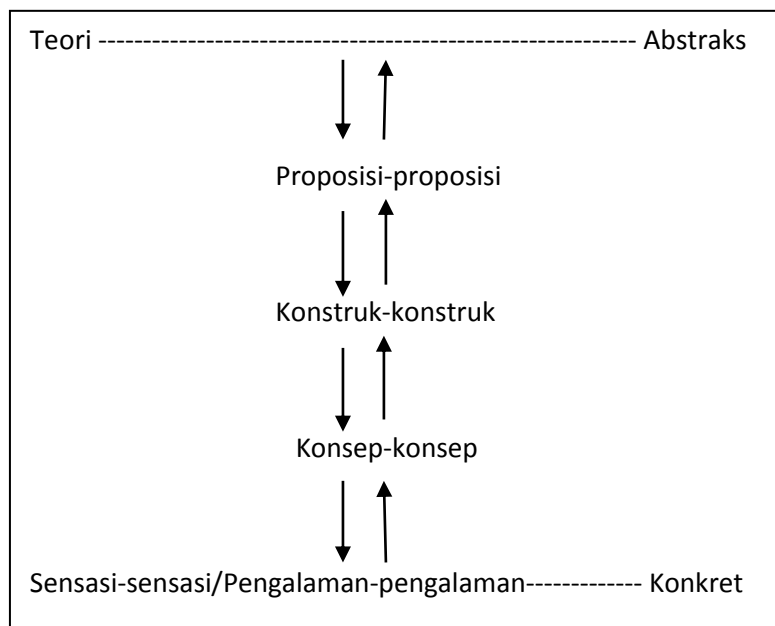 Teori ------------------------------------------------------ Abstraks
Proposisi-proposisi
Konstruk-konstruk
Konsep-konsep
Sensasi-sensasi/Pengalaman-pengalaman------------- Konkret